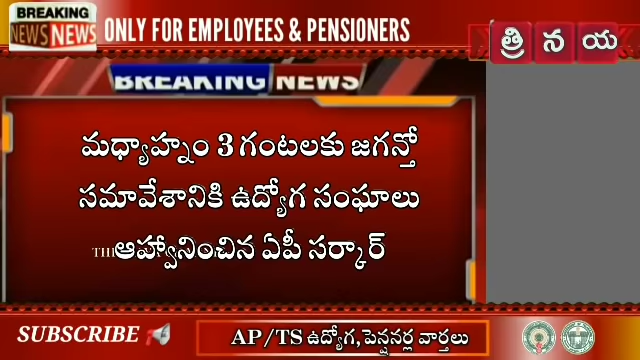 BREAKING
NEWS NEWS
ONLY FOR EMPLOYEES & PENSIONERS
త్రి న య
BREAKING NEWS
మధ్యాహ్నం 3 గంటలకు జగన్తో
సమావేశానికి ఉద్యోగ సంఘాలు
ఆహ్వానించిన ఏపీ సర్కార్
SUBSCRIBE
AP/TS ఉద్యోగ,పెన్షనర్ల వార్తలు